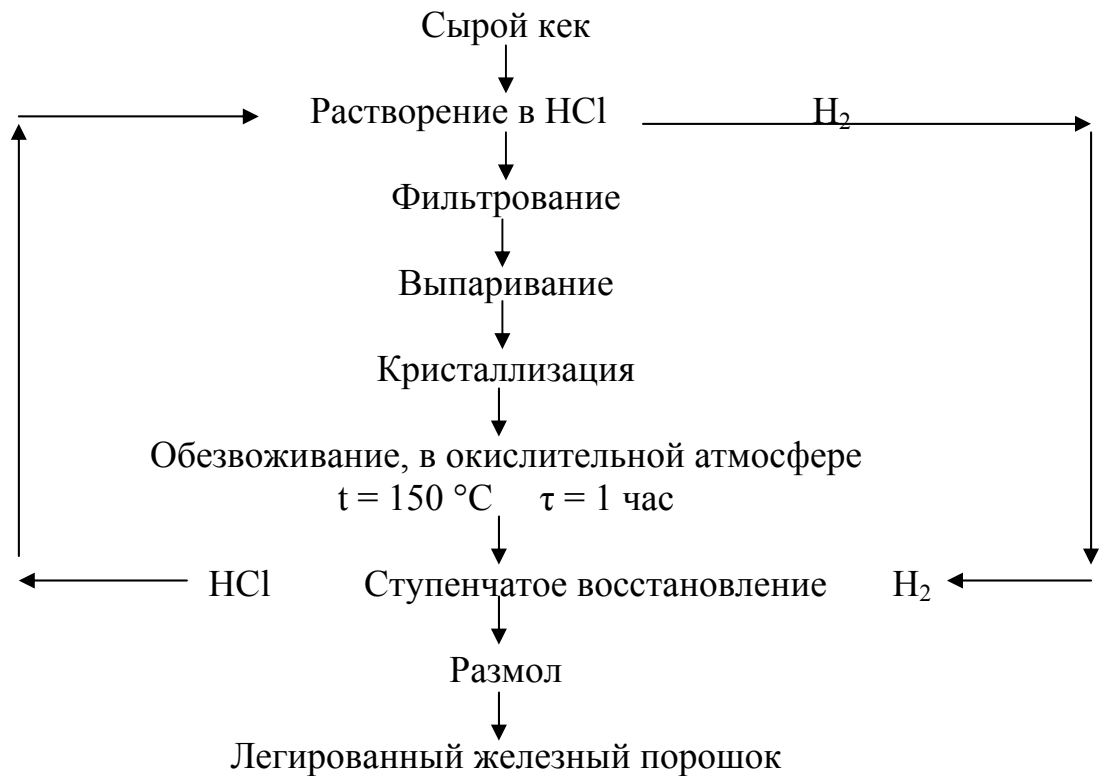 Сырой кек
Растворение в HCl H₂
Фильтрование
Выпаривание
Кристаллизация
Обезвоживание, в окислительной атмосфере
t = 150 °C τ = 1 час
HCl Ступенчатое восстановление H₂
Размол
Легированный железный порошок